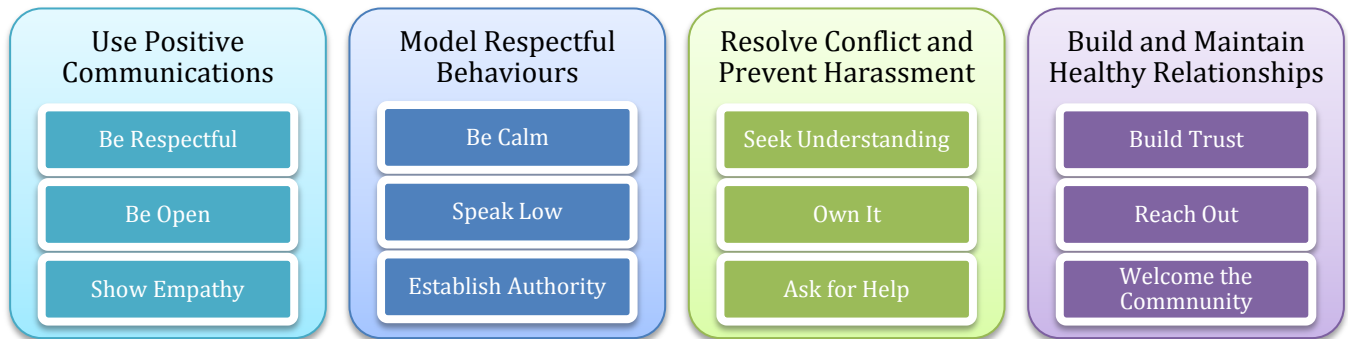 Use Positive
Communications
Be Respectful
Be Open
Show Empathy
Model Respectful
Behaviours
Be Calm
Speak Low
Establish Authority
Resolve Conflict and
Prevent Harassment
Seek Understanding
Own It
Ask for Help
Build and Maintain
Healthy Relationships
Build Trust
Reach Out
Welcome the
Commnunity